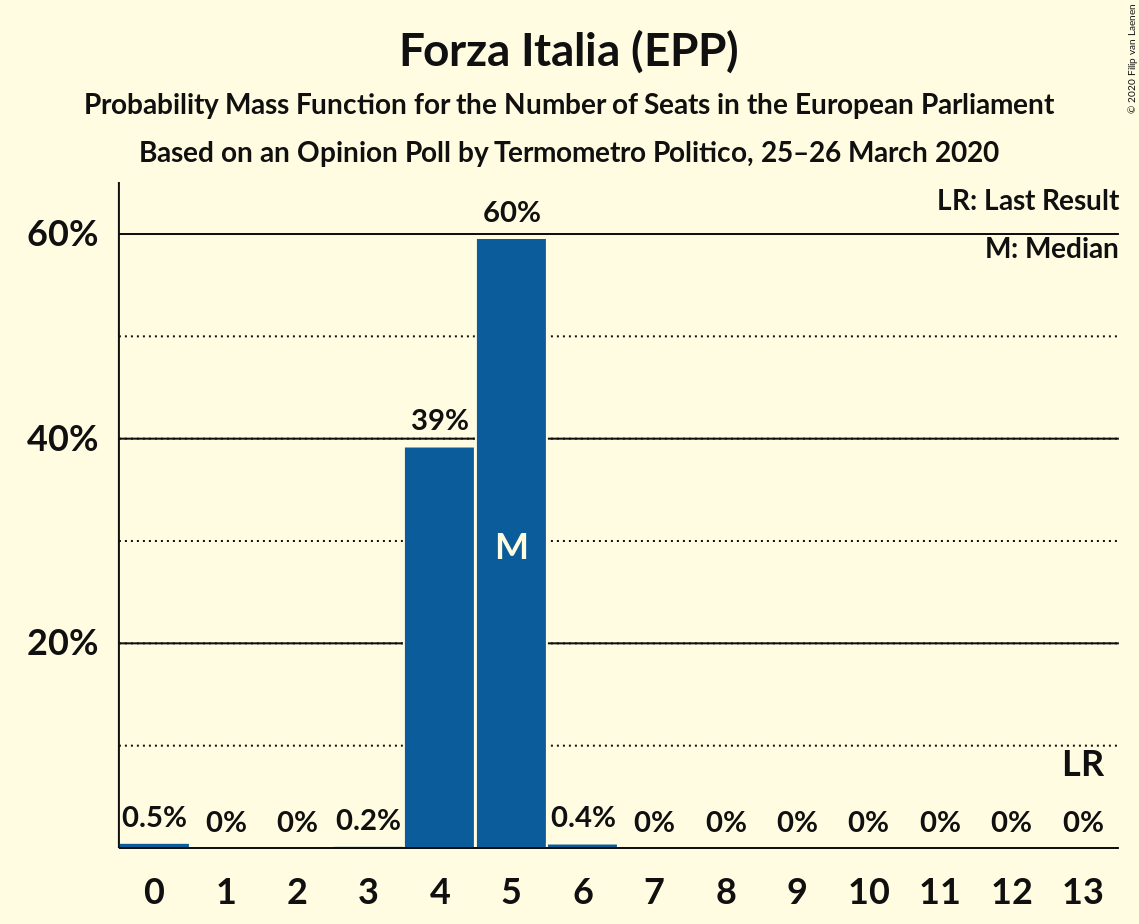 Forza Italia (EPP)
Probability Mass Function for the Number of Seats in the European Parliament
Based on an Opinion Poll by Termometro Politico, 25–26 March 2020
© 2020 Filip van Laenen
LR: Last Result
M: Median
60%
40%
20%
0.5%
0%
0%
0.2%
39%
60%
M
0.4%
0%
0%
0%
0%
0%
0%
LR
0%
0 1 2 3 4 5 6 7 8 9 10 11 12 13